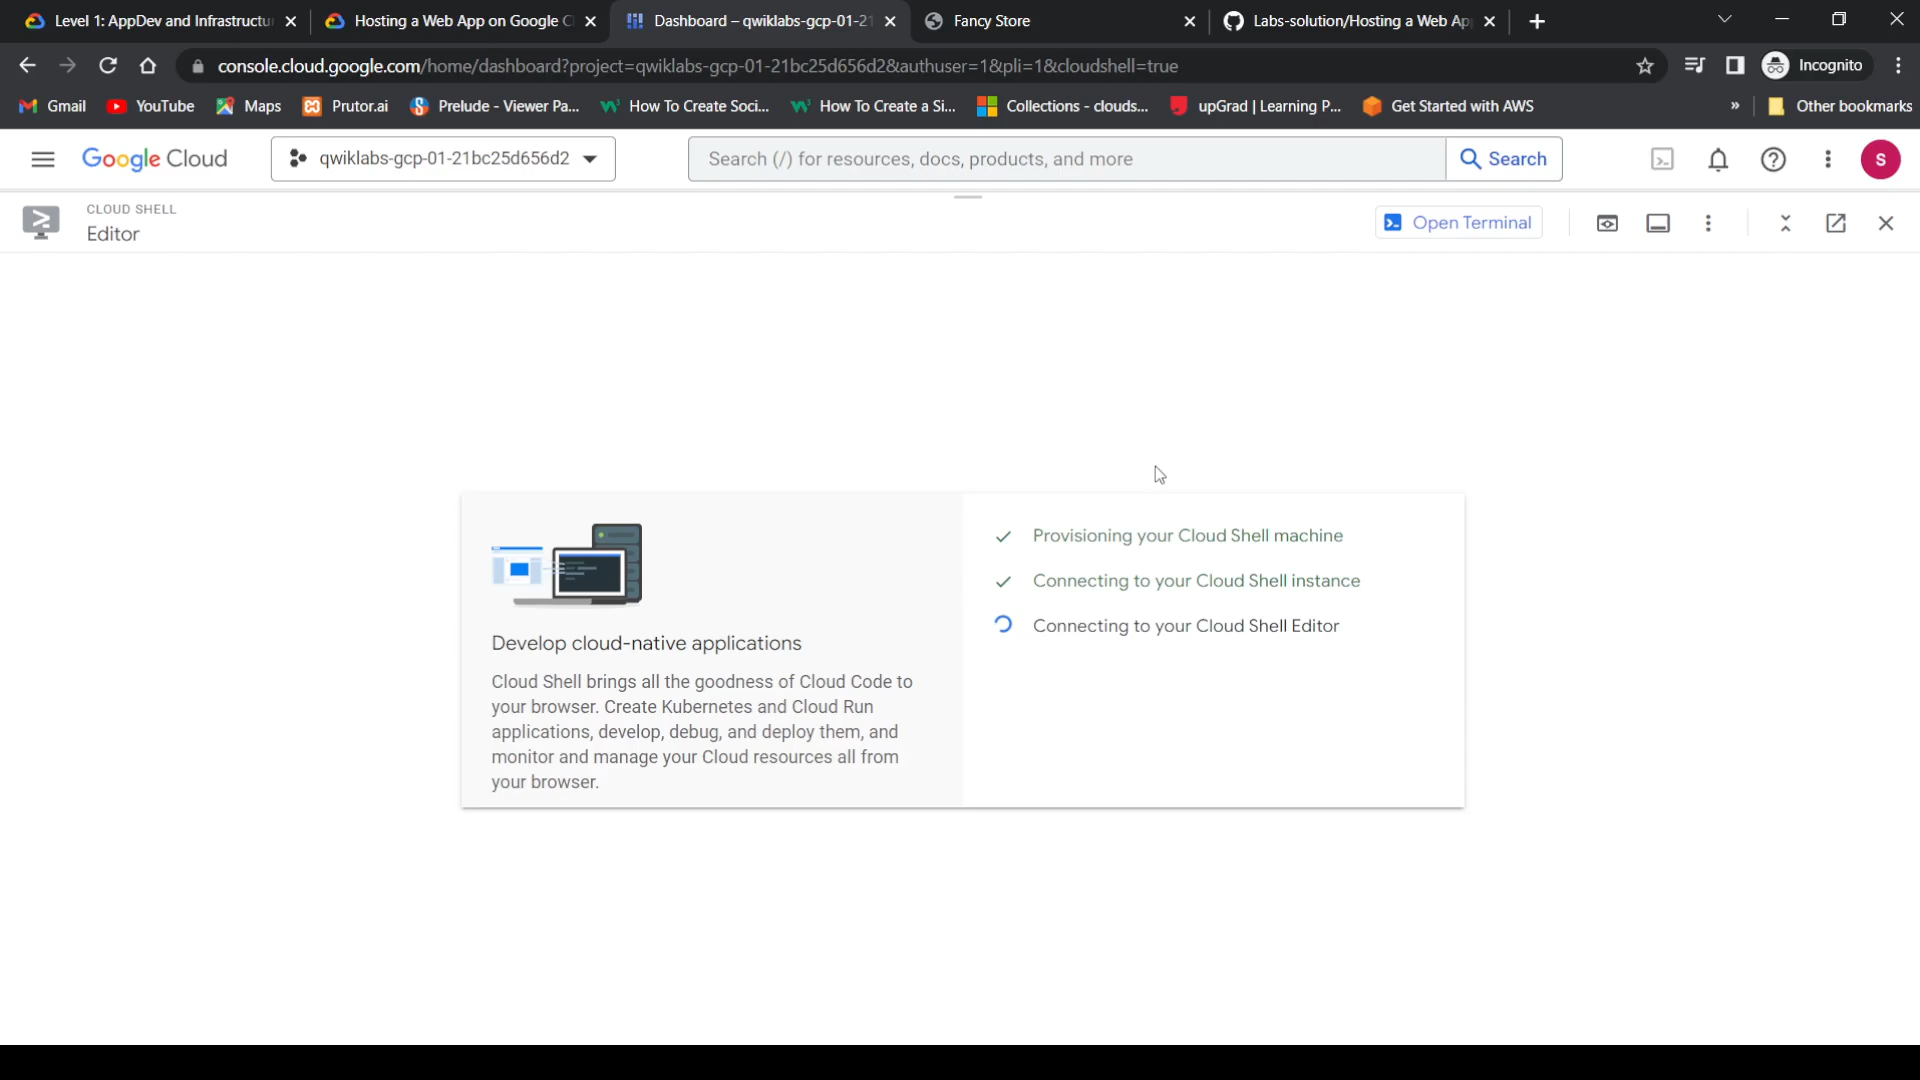 Level 1: AppDev and Infrastructu
Hosting a Web App on Google C
Dashboard – qwiklabs-gcp-01-21
Fancy Store
Labs-solution/Hosting a Web Ap
console.cloud.google.com/home/dashboard?project=qwiklabs-gcp-01-21bc25d656d2&authuser=1&pli=1&cloudshell=true
Incognito
Gmail
YouTube
Maps
Prutor.ai
Prelude - Viewer Pa...
How To Create Soci...
How To Create a Si...
Collections - clouds...
upGrad | Learning P...
Get Started with AWS
»
Other bookmarks
Google Cloud
qwiklabs-gcp-01-21bc25d656d2
Search (/) for resources, docs, products, and more
Search
S
CLOUD SHELL
Editor
Open Terminal
Provisioning your Cloud Shell machine
Connecting to your Cloud Shell instance
Connecting to your Cloud Shell Editor
Develop cloud-native applications
Cloud Shell brings all the goodness of Cloud Code to
your browser. Create Kubernetes and Cloud Run
applications, develop, debug, and deploy them, and
monitor and manage your Cloud resources all from
your browser.